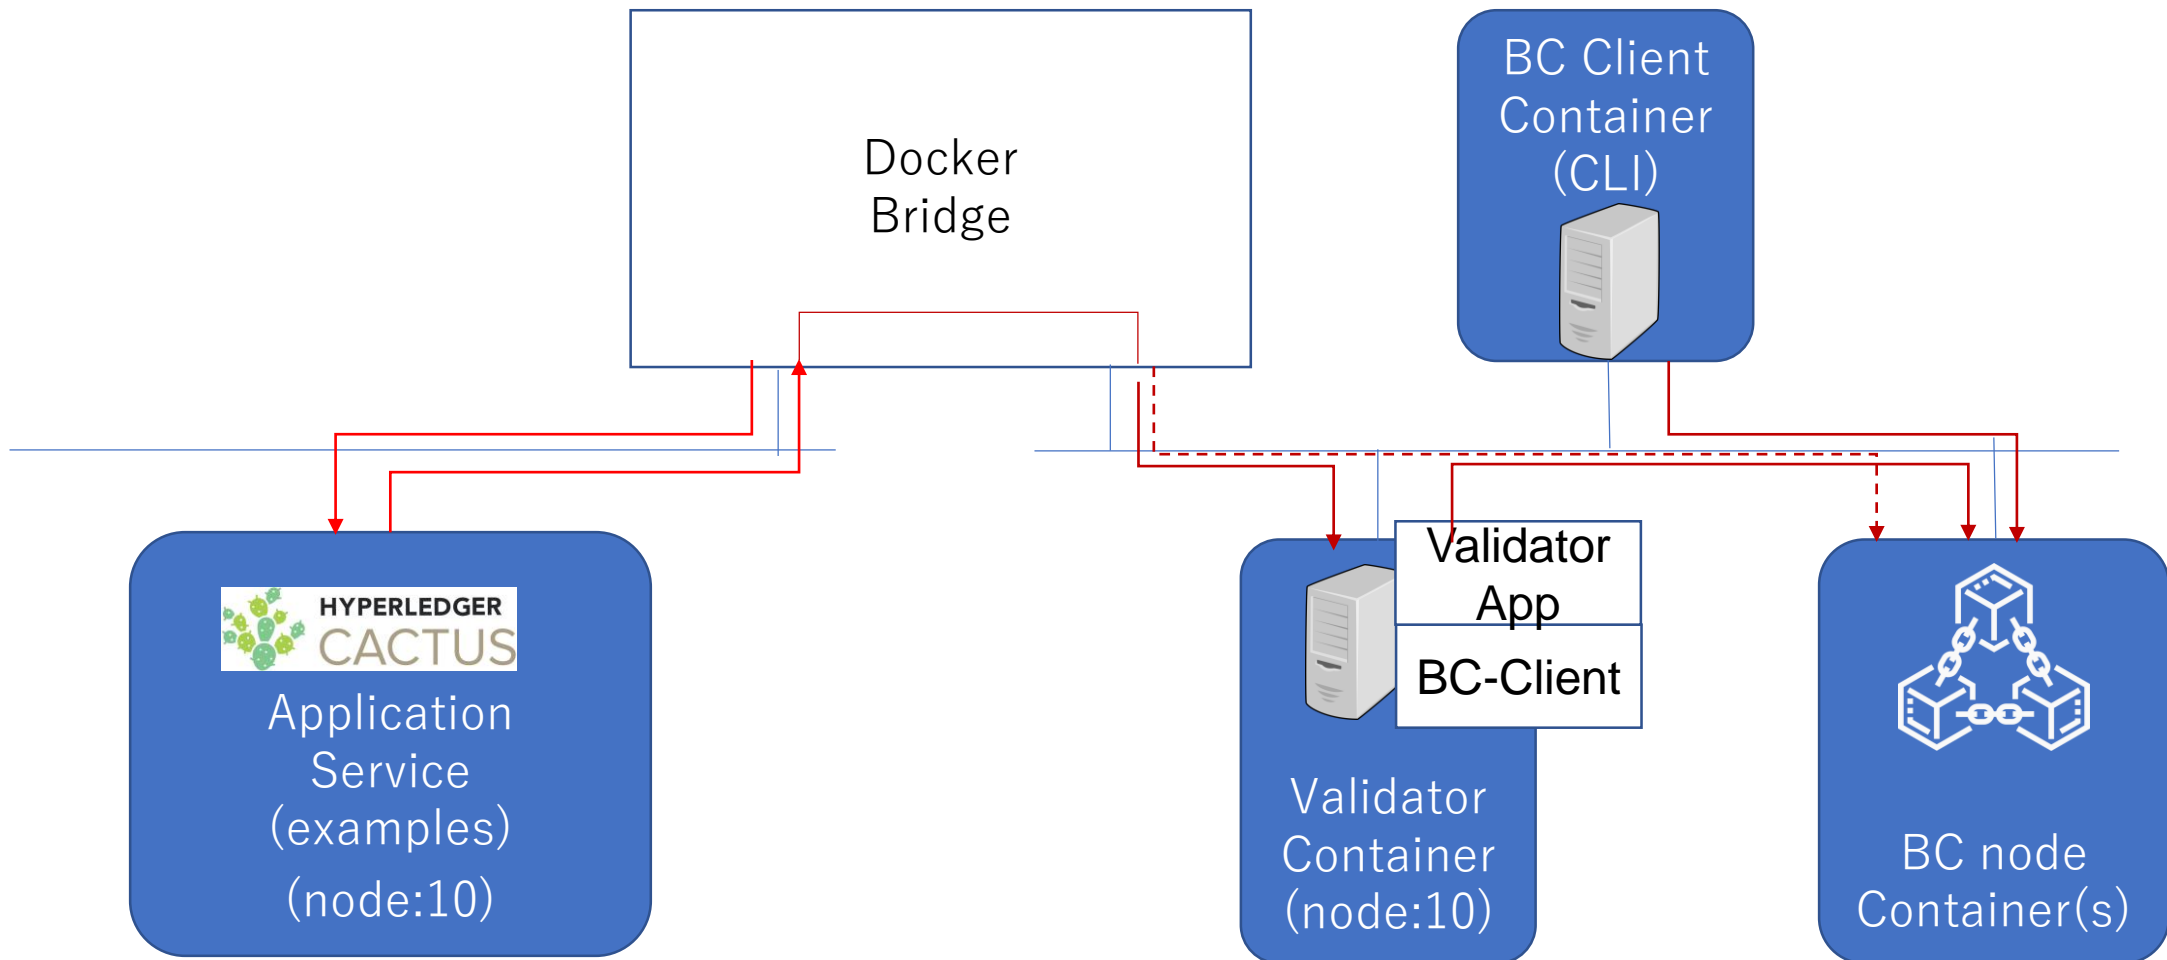 Docker
Bridge
BC Client
Container
(CLI)
HYPERLEDGER
CACTUS
Application
Service
(examples)
(node:10)
Validator
App
BC-Client
Validator
Container
(node:10)
BC node
Container(s)